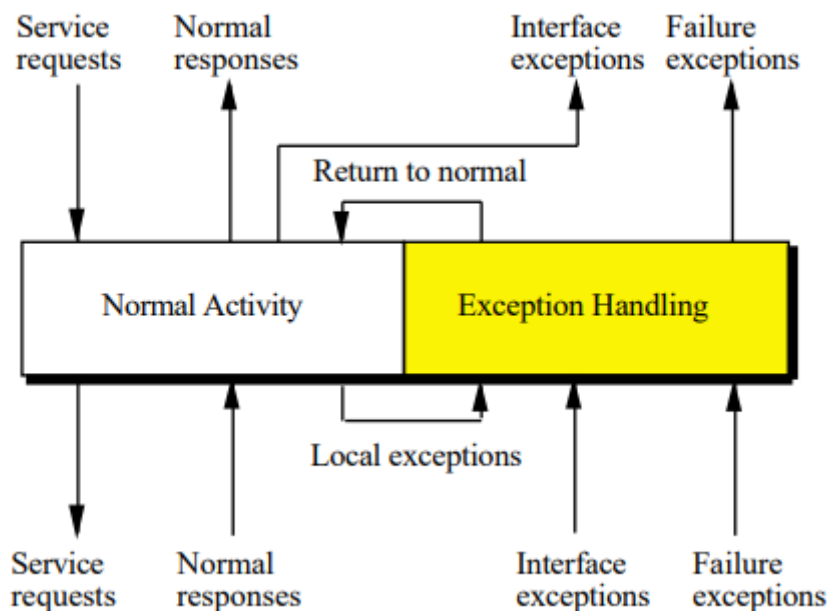 Service
requests
Normal
responses
Interface
exceptions
Failure
exceptions
Return to normal
Normal Activity
Exception Handling
Local exceptions
Service
requests
Normal
responses
Interface
exceptions
Failure
exceptions